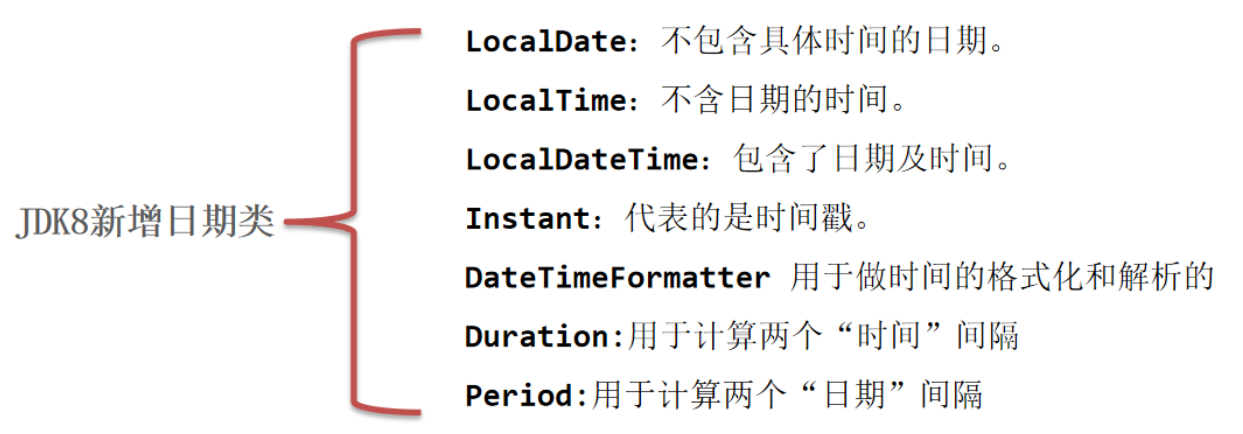 JDK8新增日期类
LocalDate：不包含具体时间的日期。
LocalTime：不含日期的时间。
LocalDateTime：包含了日期及时间。
Instant：代表的是时间戳。
DateTimeFormatter 用于做时间的格式化和解析的
Duration:用于计算两个“时间”间隔
Period:用于计算两个“日期”间隔